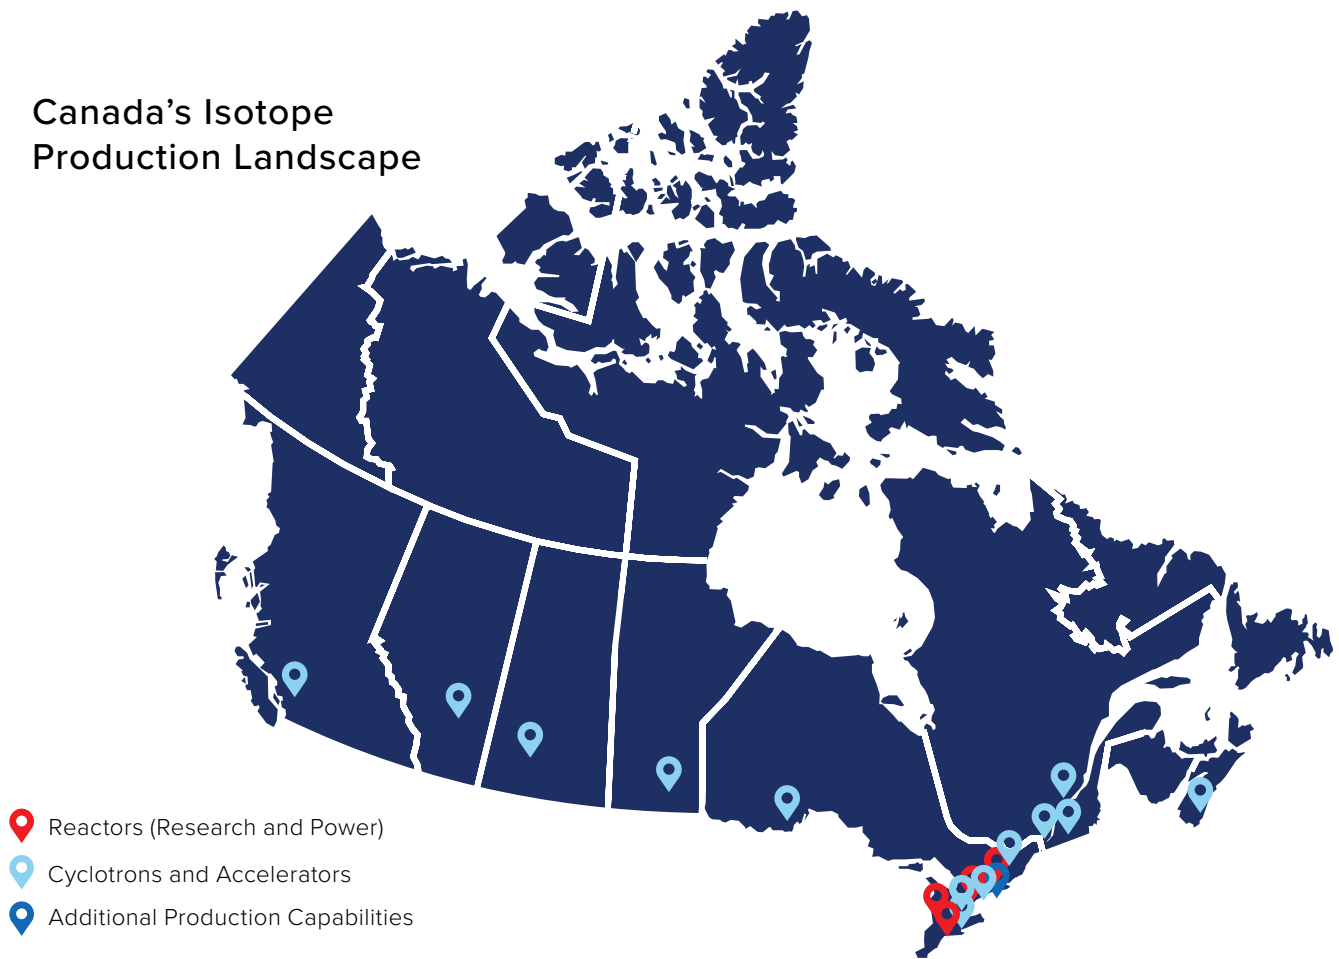 Canada’s Isotope
Production Landscape
Reactors (Research and Power)
Cyclotrons and Accelerators
Additional Production Capabilities